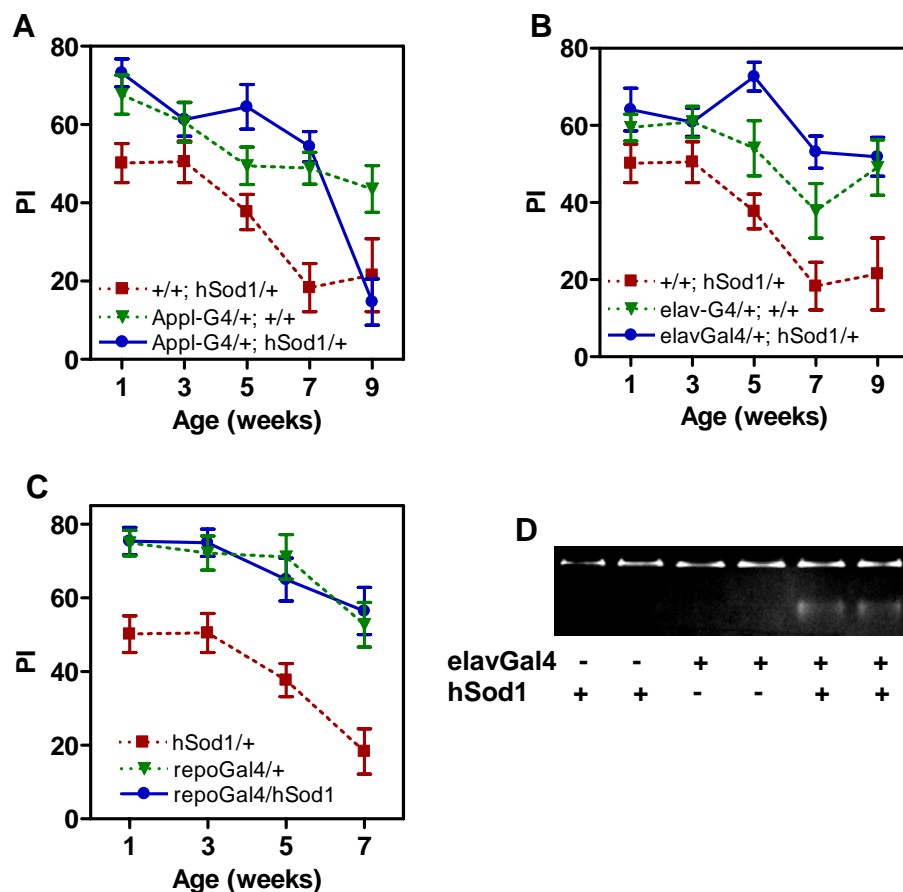 A
80
60
40
20
0
PI
+/+; hSod1/+
Appl-G4/+; +/+
Appl-G4/+; hSod1/+
1 3 5 7 9
Age (weeks)
B
80
60
40
20
0
PI
+/+; hSod1/+
elav-G4/+; +/+
elavGal4/+; hSod1/+
1 3 5 7 9
Age (weeks)
C
80
60
40
20
0
PI
hSod1/+
repoGal4/+
repoGal4/hSod1
1 3 5 7
Age (weeks)
D
elavGal4 - - + + + +
hSod1 + + - - + +